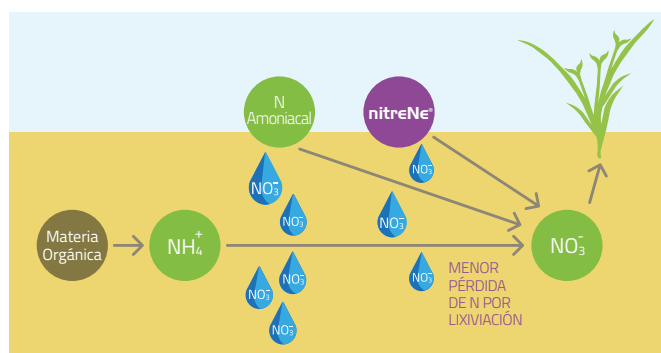 N
Amoniacal
nitreNe®
NO₃⁻
NO₃⁻
NO₃⁻
NO₃⁻
Materia
Orgánica
NH₄⁺
NO₃⁻
NO₃⁻
NO₃⁻
NO₃⁻
NO₃⁻
MENOR
PÉRDIDA
DE N POR
LIXIVIACIÓN